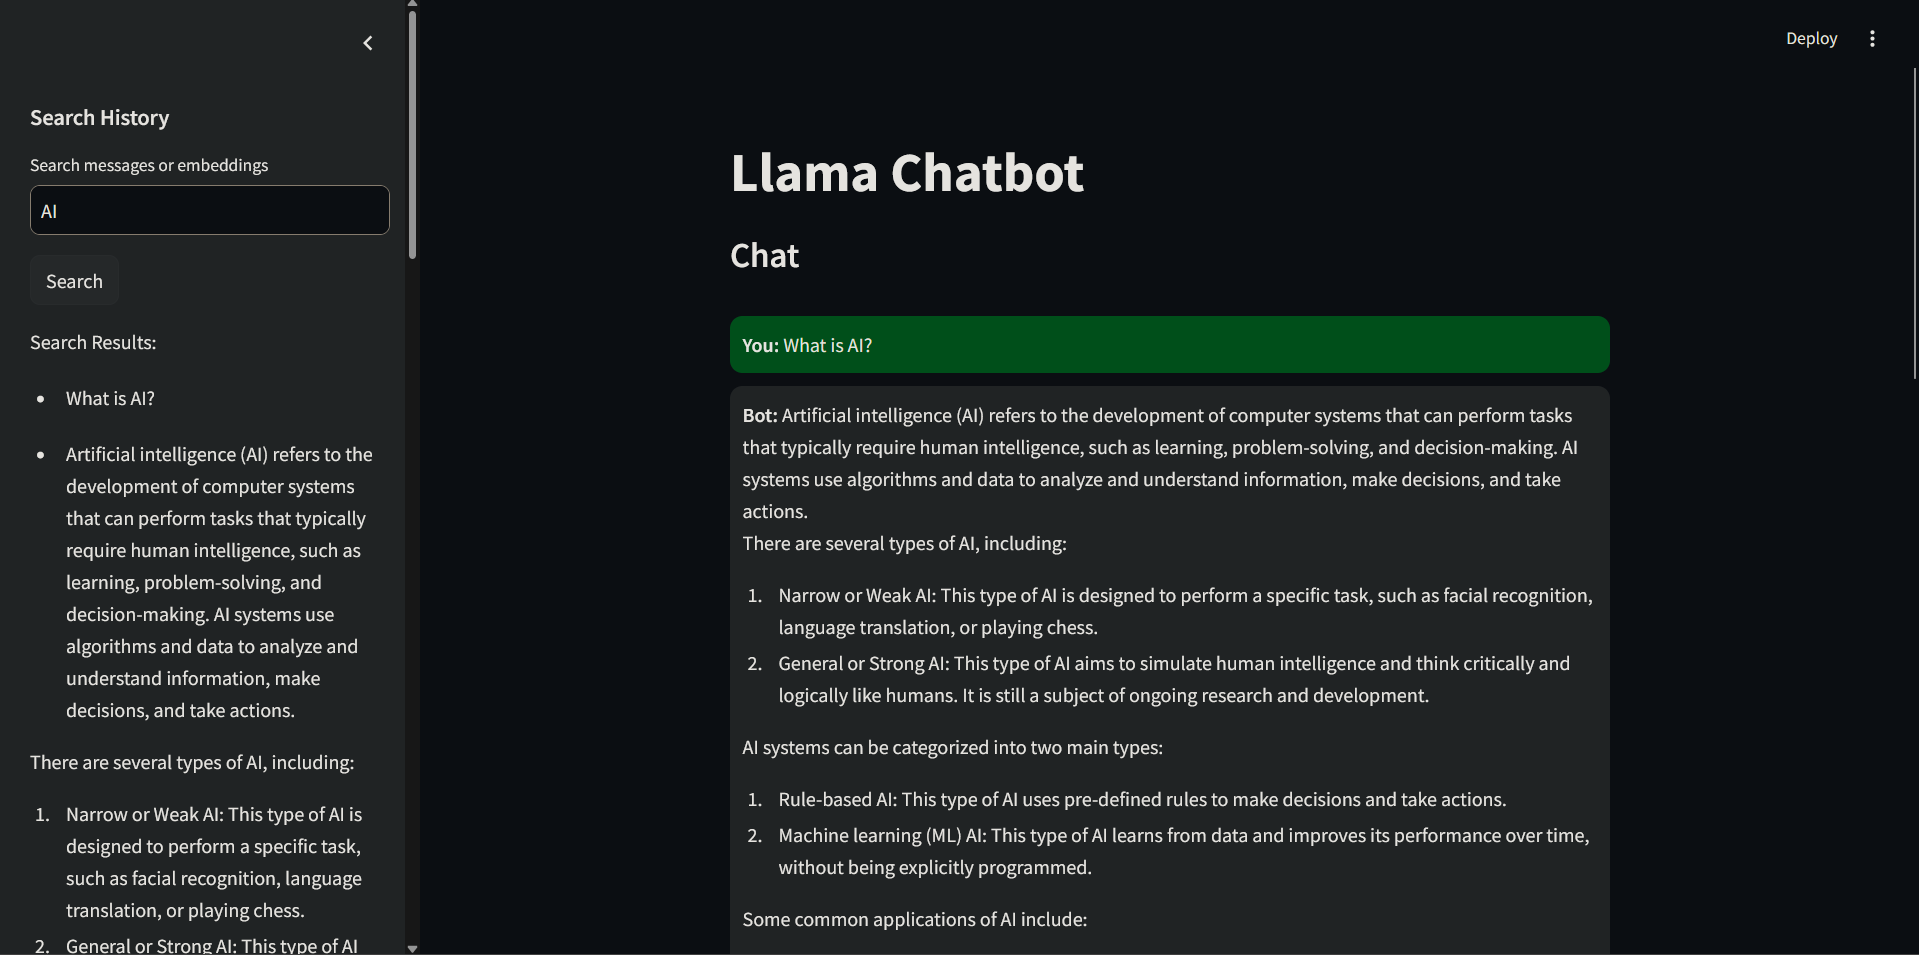 Search History
Search messages or embeddings
AI
Search
Search Results:
• What is AI?
• Artificial intelligence (AI) refers to the
development of computer systems
that can perform tasks that typically
require human intelligence, such as
learning, problem-solving, and
decision-making. AI systems use
algorithms and data to analyze and
understand information, make
decisions, and take actions.
There are several types of AI, including:
1. Narrow or Weak AI: This type of AI is
designed to perform a specific task,
such as facial recognition, language
translation, or playing chess.
2. General or Strong AI: This type of AI
Deploy
Llama Chatbot
Chat
You: What is AI?
Bot: Artificial intelligence (AI) refers to the development of computer systems that can perform tasks
that typically require human intelligence, such as learning, problem-solving, and decision-making. AI
systems use algorithms and data to analyze and understand information, make decisions, and take
actions.
There are several types of AI, including:
1. Narrow or Weak AI: This type of AI is designed to perform a specific task, such as facial recognition,
language translation, or playing chess.
2. General or Strong AI: This type of AI aims to simulate human intelligence and think critically and
logically like humans. It is still a subject of ongoing research and development.
AI systems can be categorized into two main types:
1. Rule-based AI: This type of AI uses pre-defined rules to make decisions and take actions.
2. Machine learning (ML) AI: This type of AI learns from data and improves its performance over time,
without being explicitly programmed.
Some common applications of AI include: